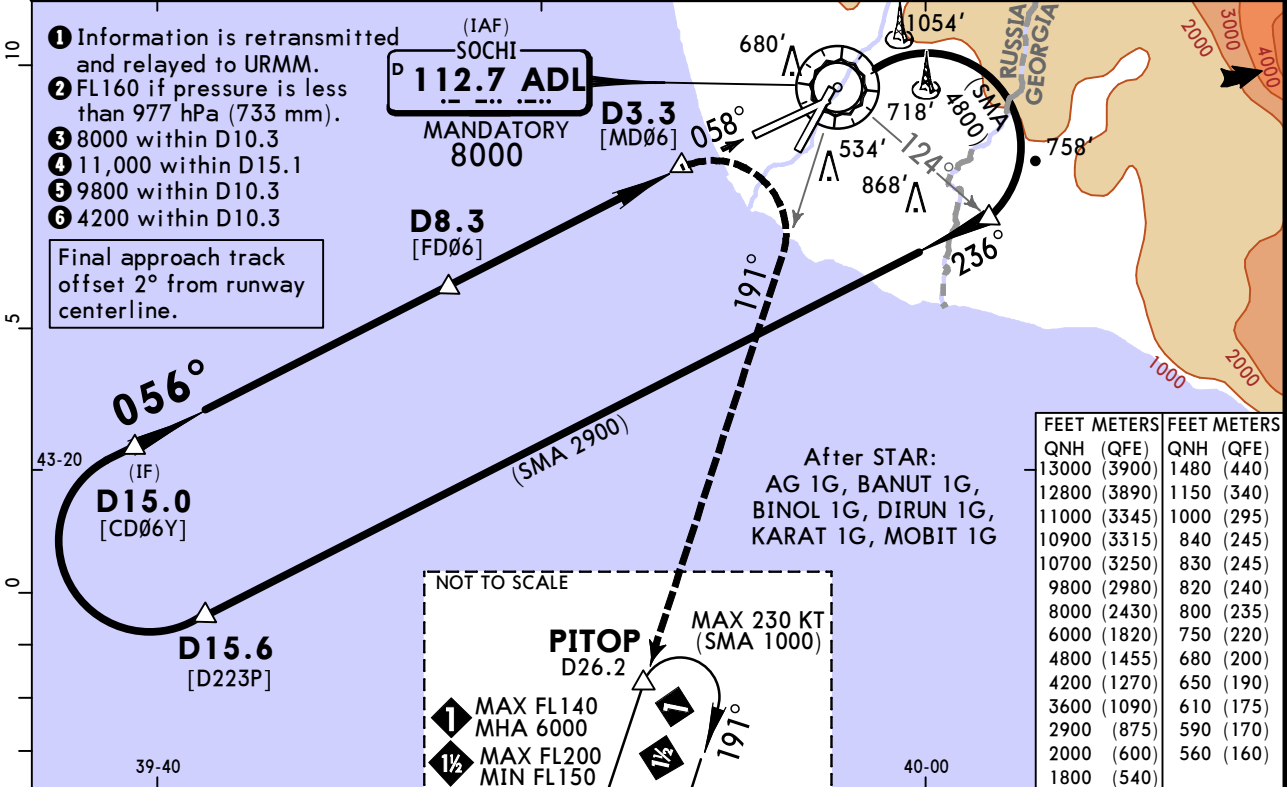 10
5
0
❶ Information is retransmitted
and relayed to URMM.
❷ FL160 if pressure is less
than 977 hPa (733 mm).
❸ 8000 within D10.3
❹ 11,000 within D15.1
❺ 9800 within D10.3
❻ 4200 within D10.3
Final approach track
offset 2° from runway
centerline.
(IAF)
SOCHI
D 112.7 ADL
MANDATORY
8000
D3.3
[MDØ6]
058°
680'
1054'
718'
534'
868'
758'
124°
(SMA
4800)
RUSSIA
GEORGIA
2000
3000
4000
1000
2000
236°
191°
D8.3
[FDØ6]
056°
43-20
(IF)
D15.0
[CDØ6Y]
(SMA 2900)
D15.6
[D223P]
39-40
40-00
After STAR:
AG 1G, BANUT 1G,
BINOL 1G, DIRUN 1G,
KARAT 1G, MOBIT 1G
NOT TO SCALE
PITOP
D26.2
MAX 230 KT
(SMA 1000)
1 MAX FL140
MHA 6000
1½ MAX FL200
MIN FL150
1
1½
191°
FEET METERS FEET METERS
QNH (QFE) QNH (QFE)
13000 (3900) 1480 (440)
12800 (3890) 1150 (340)
11000 (3345) 1000 (295)
10900 (3315) 840 (245)
10700 (3250) 830 (245)
9800 (2980) 820 (240)
8000 (2430) 800 (235)
6000 (1820) 750 (220)
4800 (1455) 680 (200)
4200 (1270) 650 (190)
3600 (1090) 610 (175)
2900 (875) 590 (170)
2000 (600) 560 (160)
1800 (540)